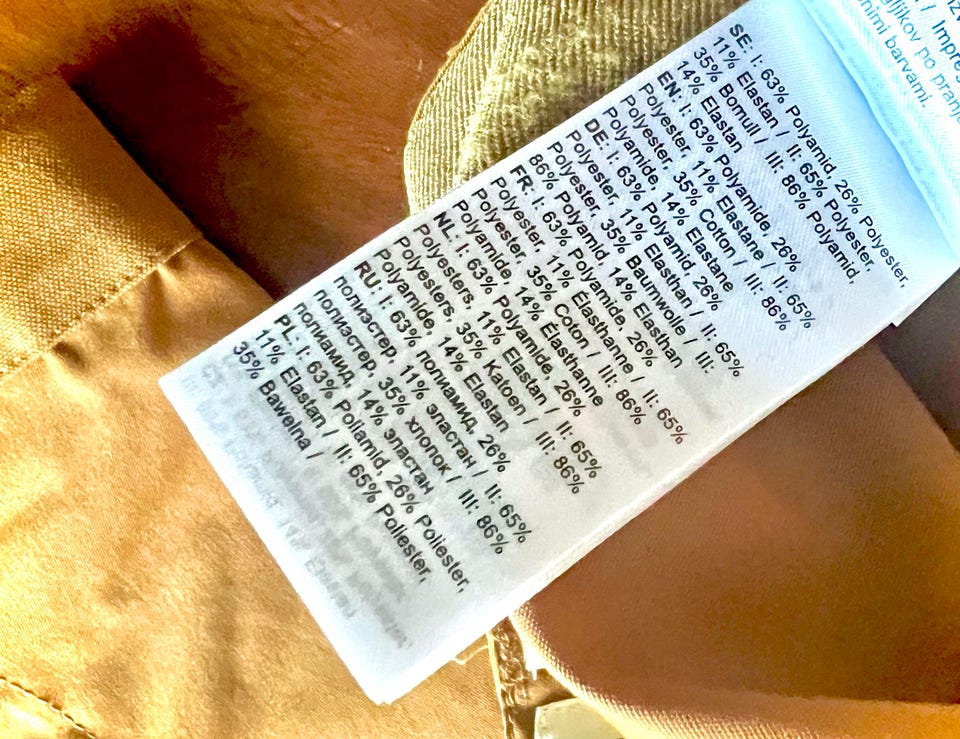 SE: I: 63% Polyamid, 26% Polyester,
11% Elastan / II: 65% Polyester,
35% Bomull / III: 86% Polyamid,
14% Elastan
EN: I: 63% Polyamide, 26%
Polyester, 11% Elastane / II: 65%
Polyester, 35% Cotton / III: 86%
Polyamide, 14% Elastane
DE: I: 63% Polyamid 26%
Polyester, 11% Elasthan / II: 65%
Polyester, 35% Baumwolle / III:
86% Polyamid 14% Elasthan
FR: I: 63% Polyamide, 26%
Polyester, 11% Elasthanne / II: 65%
Polyester, 35% Coton / III: 86%
Polyamide, 14% Élasthanne
NL: I: 63% Polyamide, 26%
Polyesters, 11% Elastan / II: 65%
Polyesters, 35% Katoen / III: 86%
Polyamide, 14% Elastan
RU: I: 63% полиамид, 26%
полиэстер, 11% эластан / II: 65%
полиэстер, 35% хлопок / III: 86%
полиамид, 14% эластан
PL: I: 63% Poliamid, 26% Poliester,
11% Elastan / II: 65% Poliester,
35% Bawełna /
/ Impreg
po pranju
barvami.